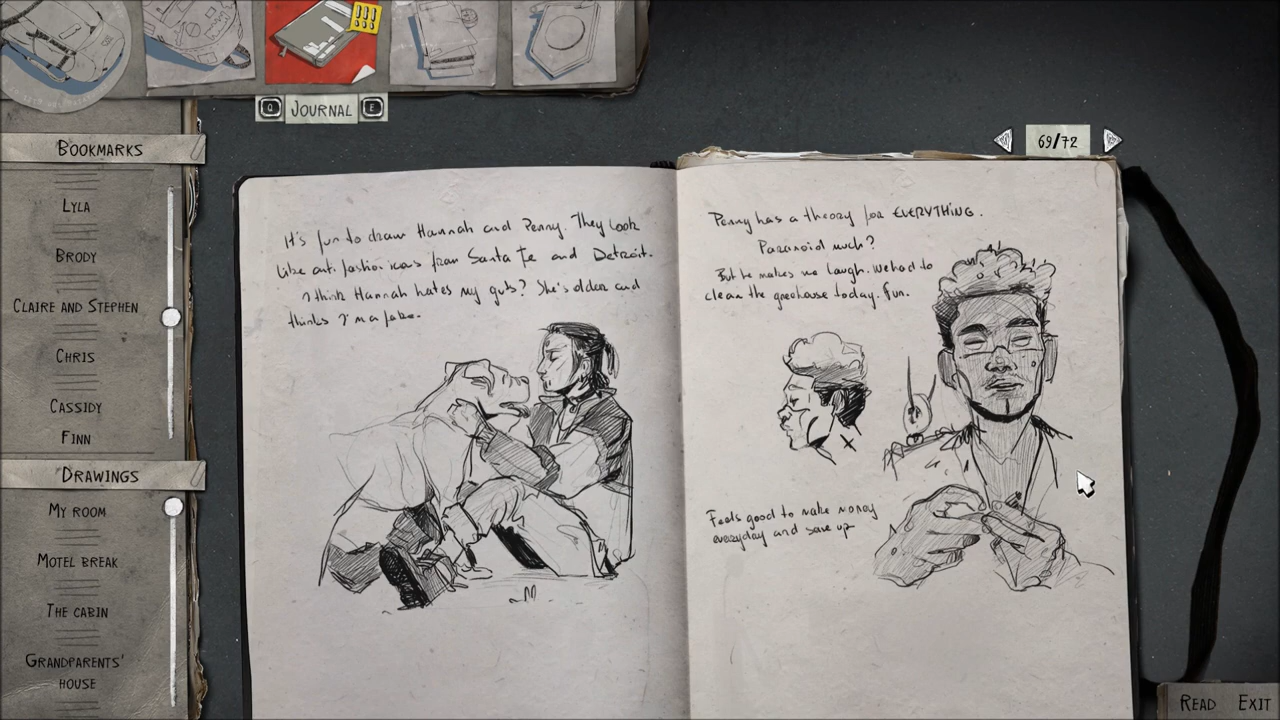 Q JOURNAL E
69/72
BOOKMARKS
LYLA
BRODY
CLAIRE AND STEPHEN
CHRIS
CASSIDY
FINN
DRAWINGS
MY ROOM
MOTEL BREAK
THE CABIN
GRANDPARENTS'
HOUSE
It's fun to draw Hannah and Penny. They look
like anti fashion icons from Santa Fe and Detroit.
I think Hannah hates my guts? She's older and
thinks I'm a fake.
Penny has a theory for EVERYTHING.
Paranoid much?
But he makes me laugh. We had to
clean the greehouse today. Fun.
Feels good to make money
everyday and save up
READ EXIT